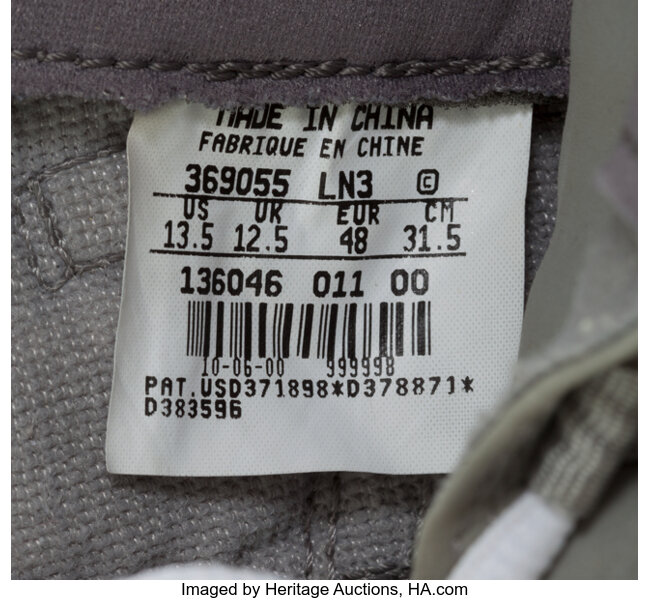 MADE IN CHINA
FABRIQUE EN CHINE
369055 LN3 ©
US UK EUR CM
13.5 12.5 48 31.5
136046 011 00
10-06-00 999998
PAT.USD371898*D378871*
D383596
Imaged by Heritage Auctions, HA.com